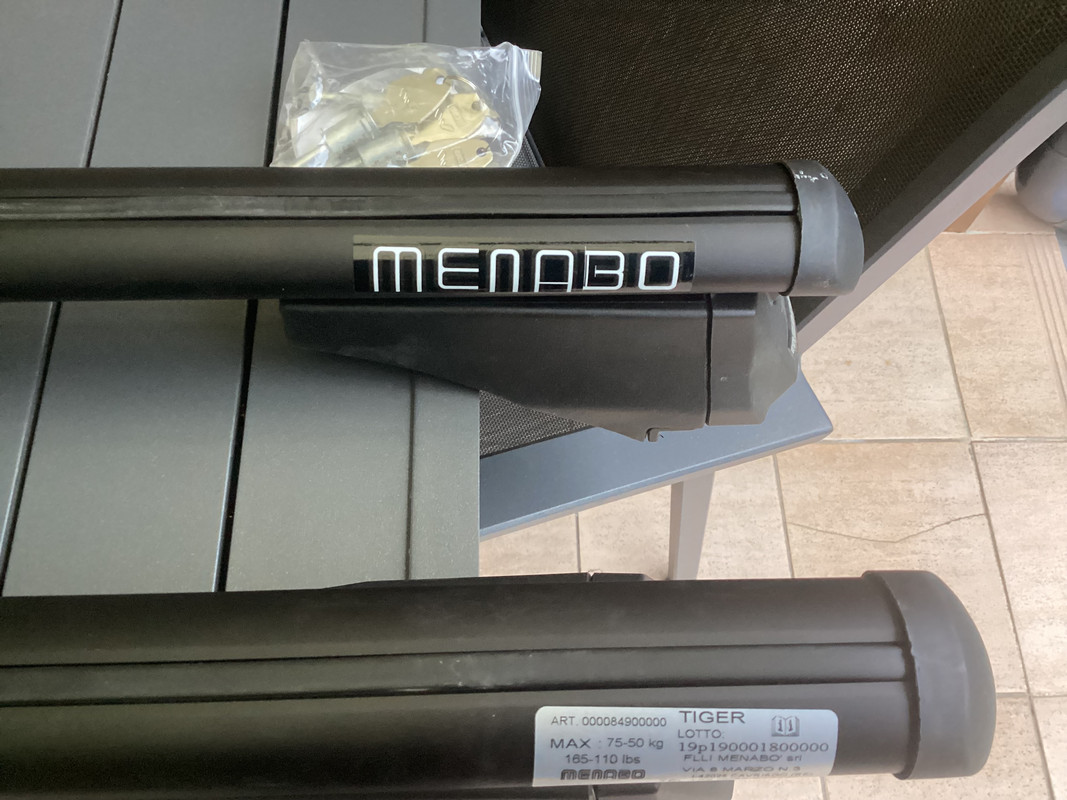 MENABO
ART. 000084900000 TIGER
LOTTO:
MAX : 75-50 kg 19p190001800000
165-110 lbs FLLI MENABO' srl
MENABO VIA 8 MARZO N.3